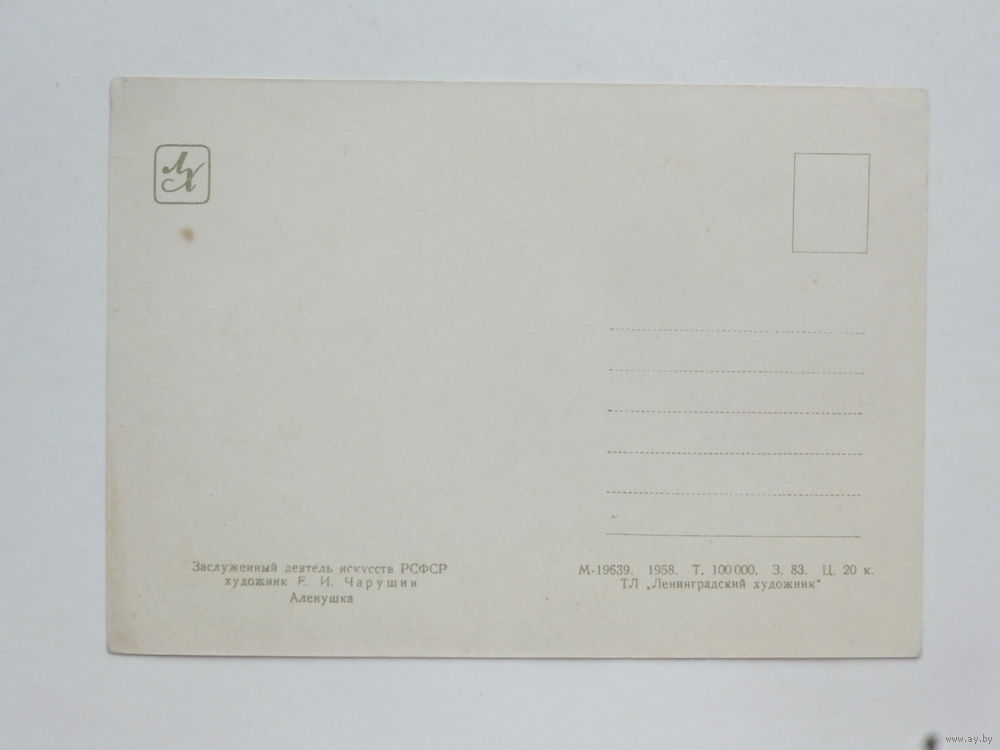 ЛХ
Заслуженный деятель искусств РСФСР
художник Е. И. Чарушин
Аленушка
М-19639. 1958. Т. 100000. З. 83. Ц. 20 к.
ТЛ „Ленинградский художник“
www.ay.by